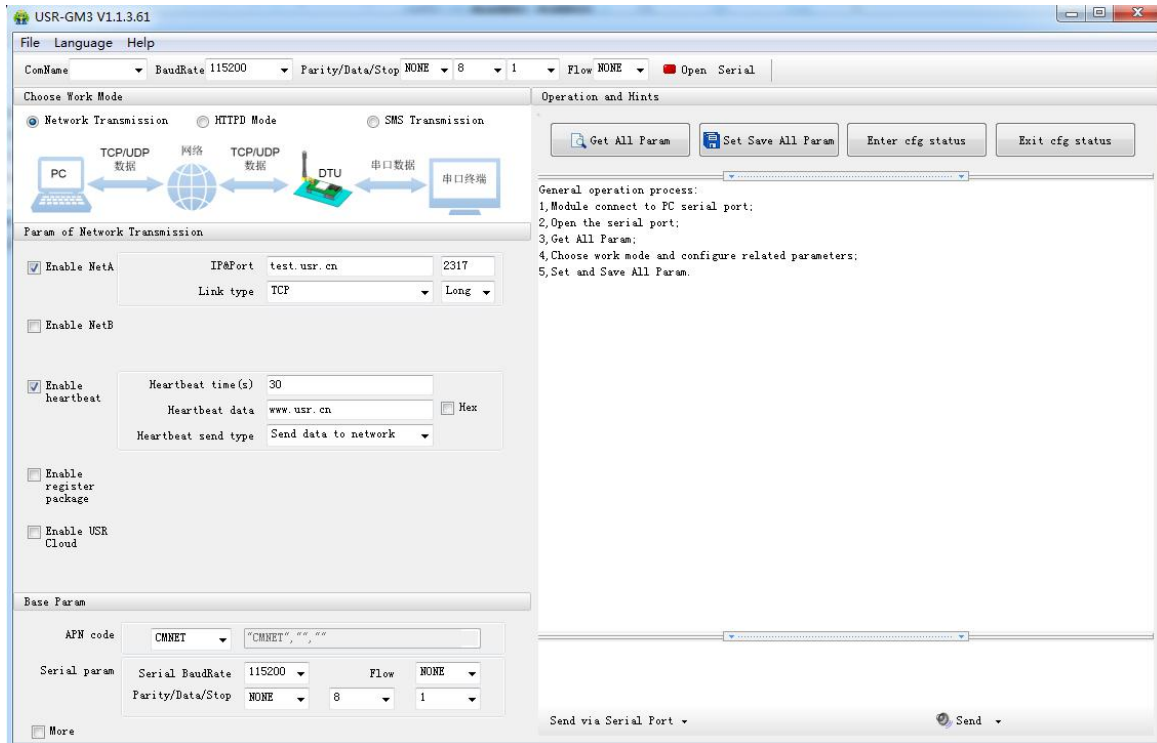 USR-GM3 V1.1.3.61
File Language Help
ComName BaudRate 115200 Parity/Data/Stop NONE 8 1 Flow NONE Open Serial
Choose Work Mode
Network Transmission HTTPD Mode SMS Transmission
PC
TCP/UDP
数据
网络
TCP/UDP
数据
DTU
串口数据
串口终端
Param of Network Transmission
Enable NetA IP&Port test.usr.cn 2317
Link type TCP Long
Enable NetB
Enable
heartbeat
Heartbeat time(s) 30
Heartbeat data www.usr.cn Hex
Heartbeat send type Send data to network
Enable
register
package
Enable USR
Cloud
Base Param
APN code CMNET "CMNET","",""
Serial param Serial BaudRate 115200 Flow NONE
Parity/Data/Stop NONE 8 1
More
Operation and Hints
Get All Param Set Save All Param Enter cfg status Exit cfg status
General operation process:
1,Module connect to PC serial port;
2,Open the serial port;
3,Get All Param;
4,Choose work mode and configure related parameters;
5,Set and Save All Param.
Send via Serial Port Send